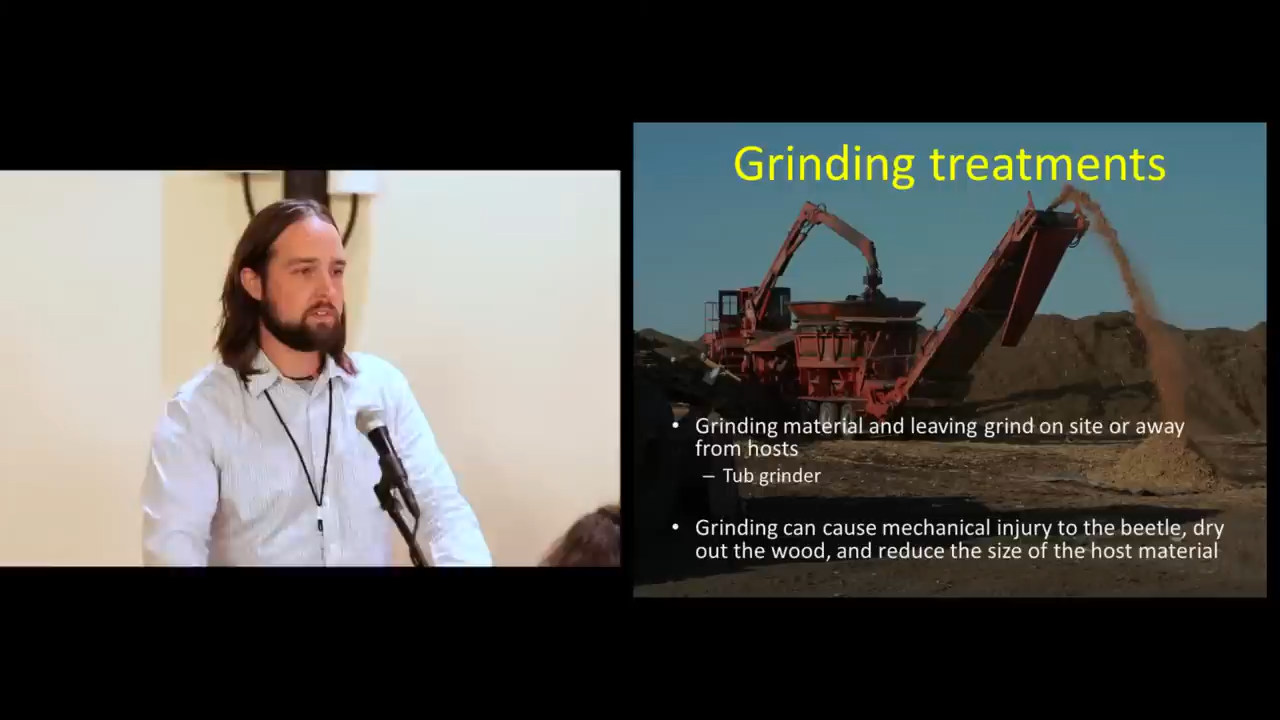 Grinding treatments
• Grinding material and leaving grind on site or away
from hosts
– Tub grinder
• Grinding can cause mechanical injury to the beetle, dry
out the wood, and reduce the size of the host material